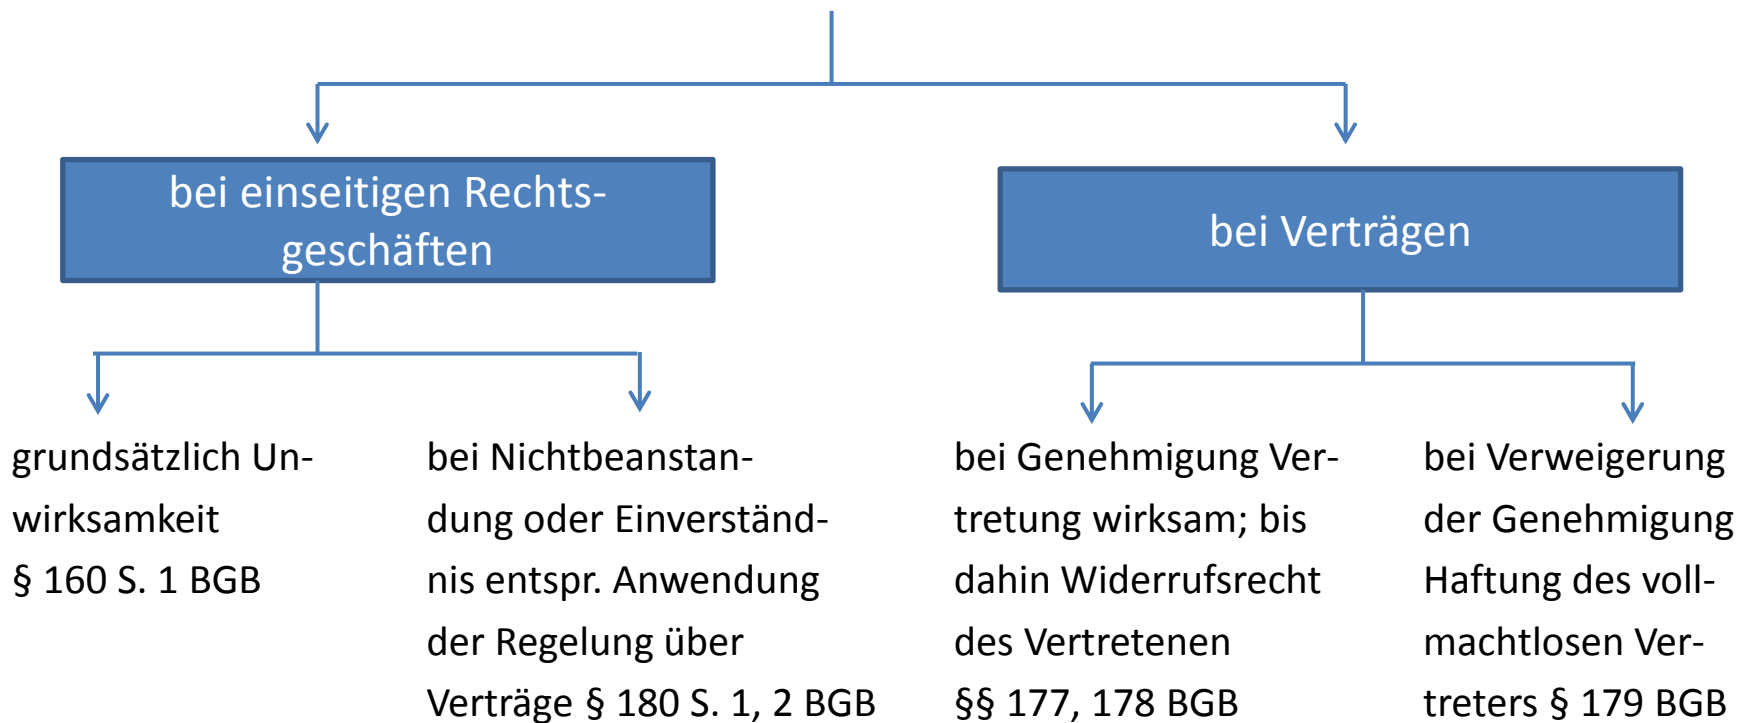 bei einseitigen Rechts-
geschäften
bei Verträgen
grundsätzlich Un-
wirksamkeit
§ 160 S. 1 BGB
bei Nichtbeanstan-
dung oder Einverständ-
nis entspr. Anwendung
der Regelung über
Verträge § 180 S. 1, 2 BGB
bei Genehmigung Ver-
tretung wirksam; bis
dahin Widerrufsrecht
des Vertretenen
§§ 177, 178 BGB
bei Verweigerung
der Genehmigung
Haftung des voll-
machtlosen Ver-
treters § 179 BGB